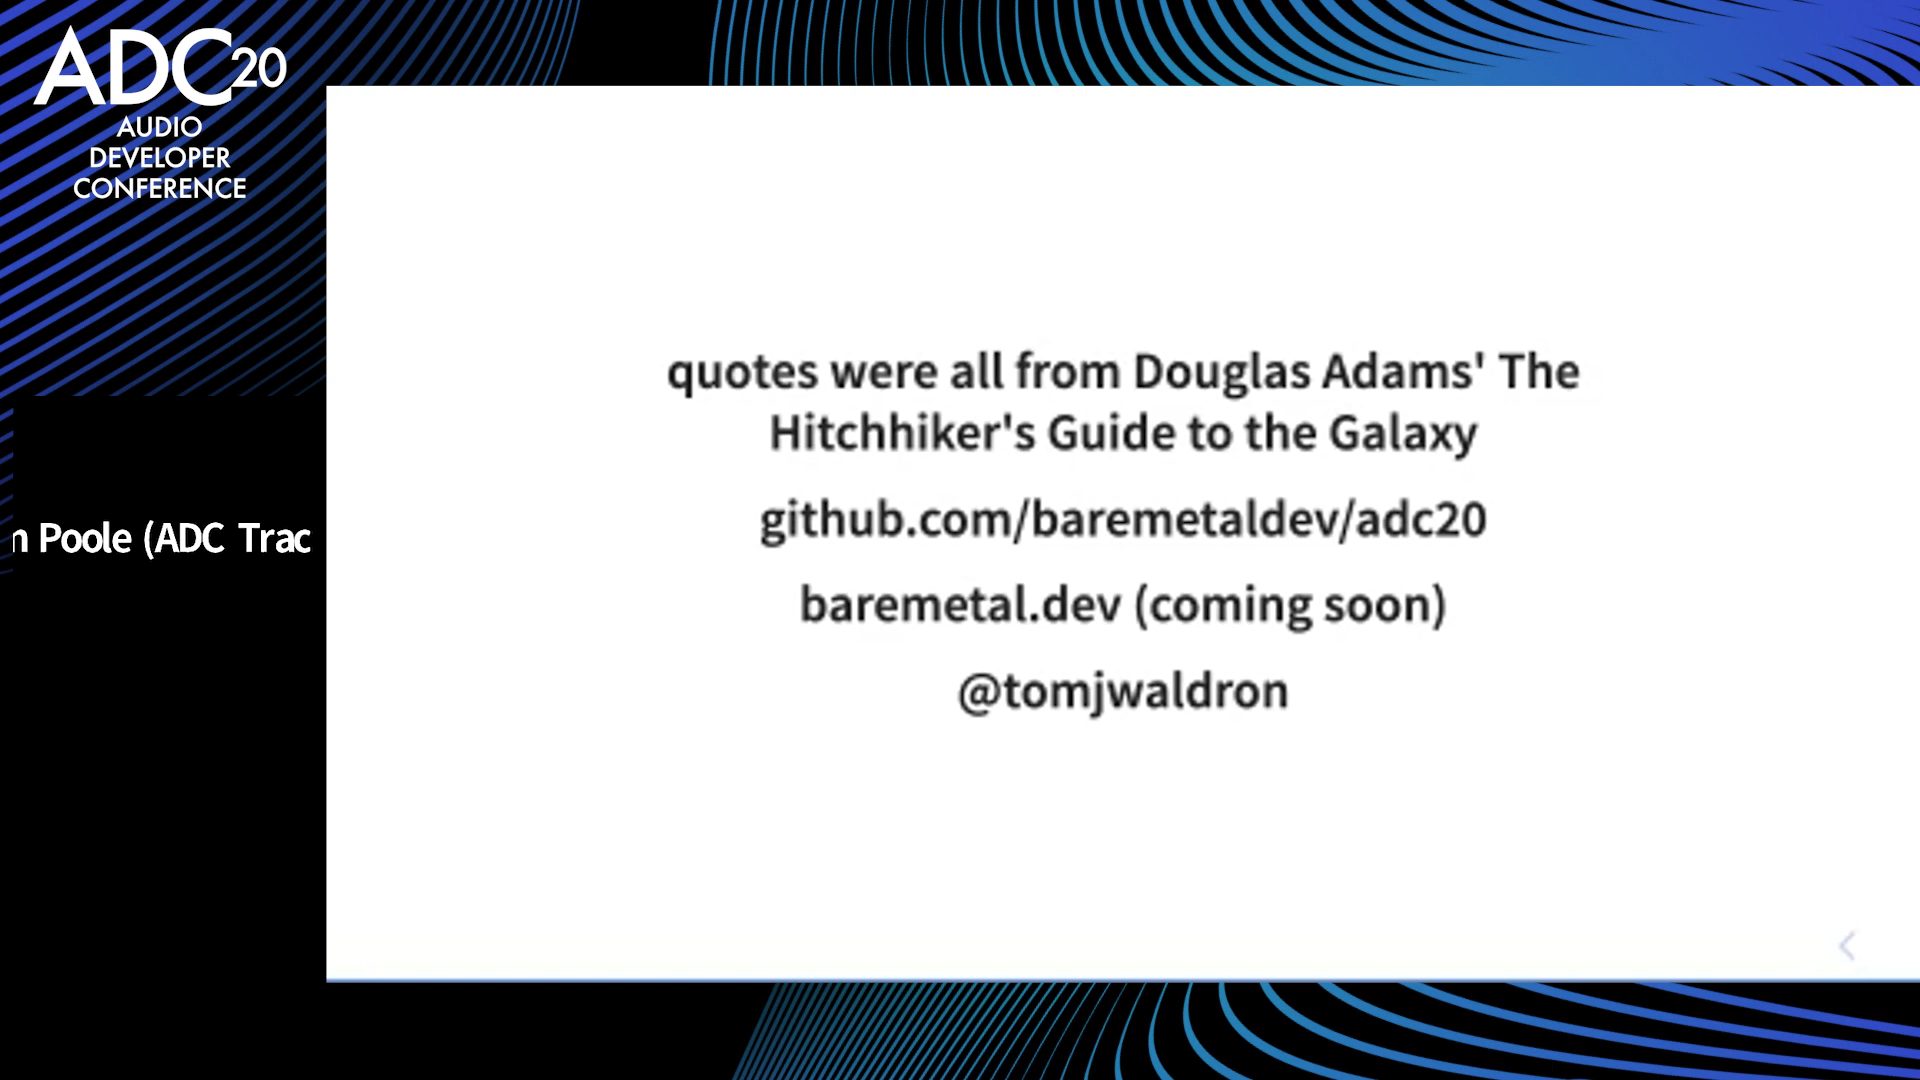 ADC20
AUDIO
DEVELOPER
CONFERENCE
n Poole (ADC Trac
quotes were all from Douglas Adams' The
Hitchhiker's Guide to the Galaxy
github.com/baremetaldev/adc20
baremetal.dev (coming soon)
@tomjwaldron